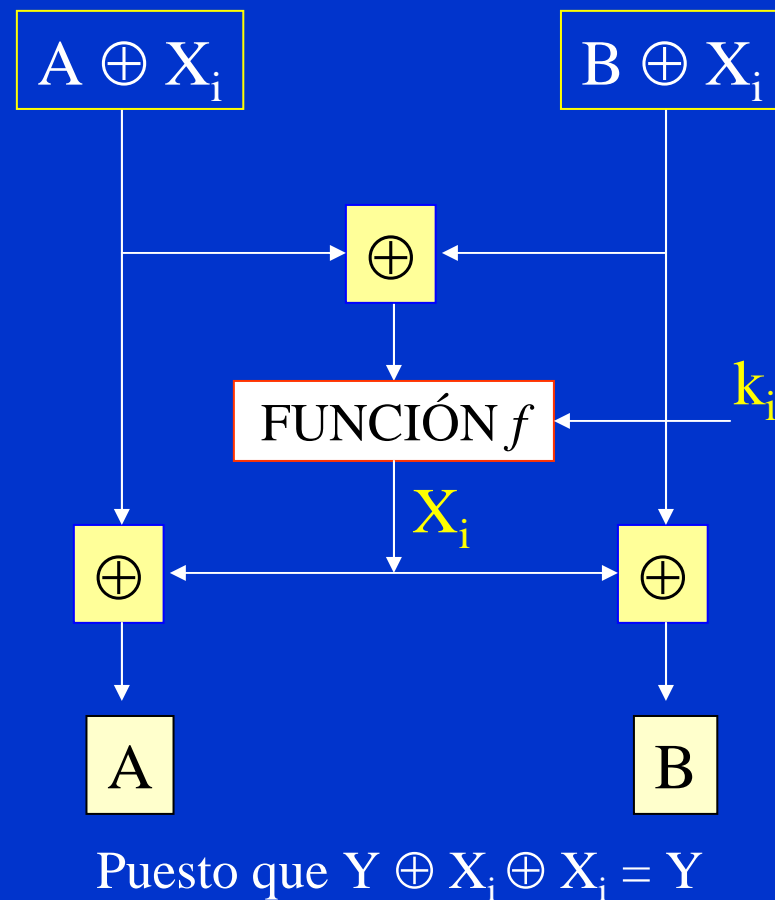 A ⊕ Xᵢ B ⊕ Xᵢ
⊕
kᵢ
FUNCIÓN f
Xᵢ
⊕ ⊕
A B
Puesto que Y ⊕ Xᵢ ⊕ Xᵢ = Y